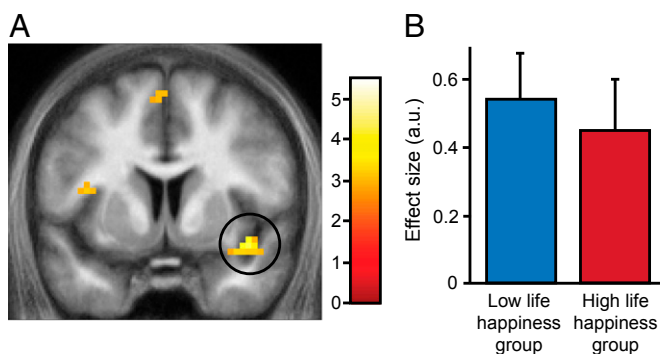 A
5
4
3
2
1
0
B
Effect size (a.u.)
0.6
0.4
0.2
0
Low life
happiness
group
High life
happiness
group